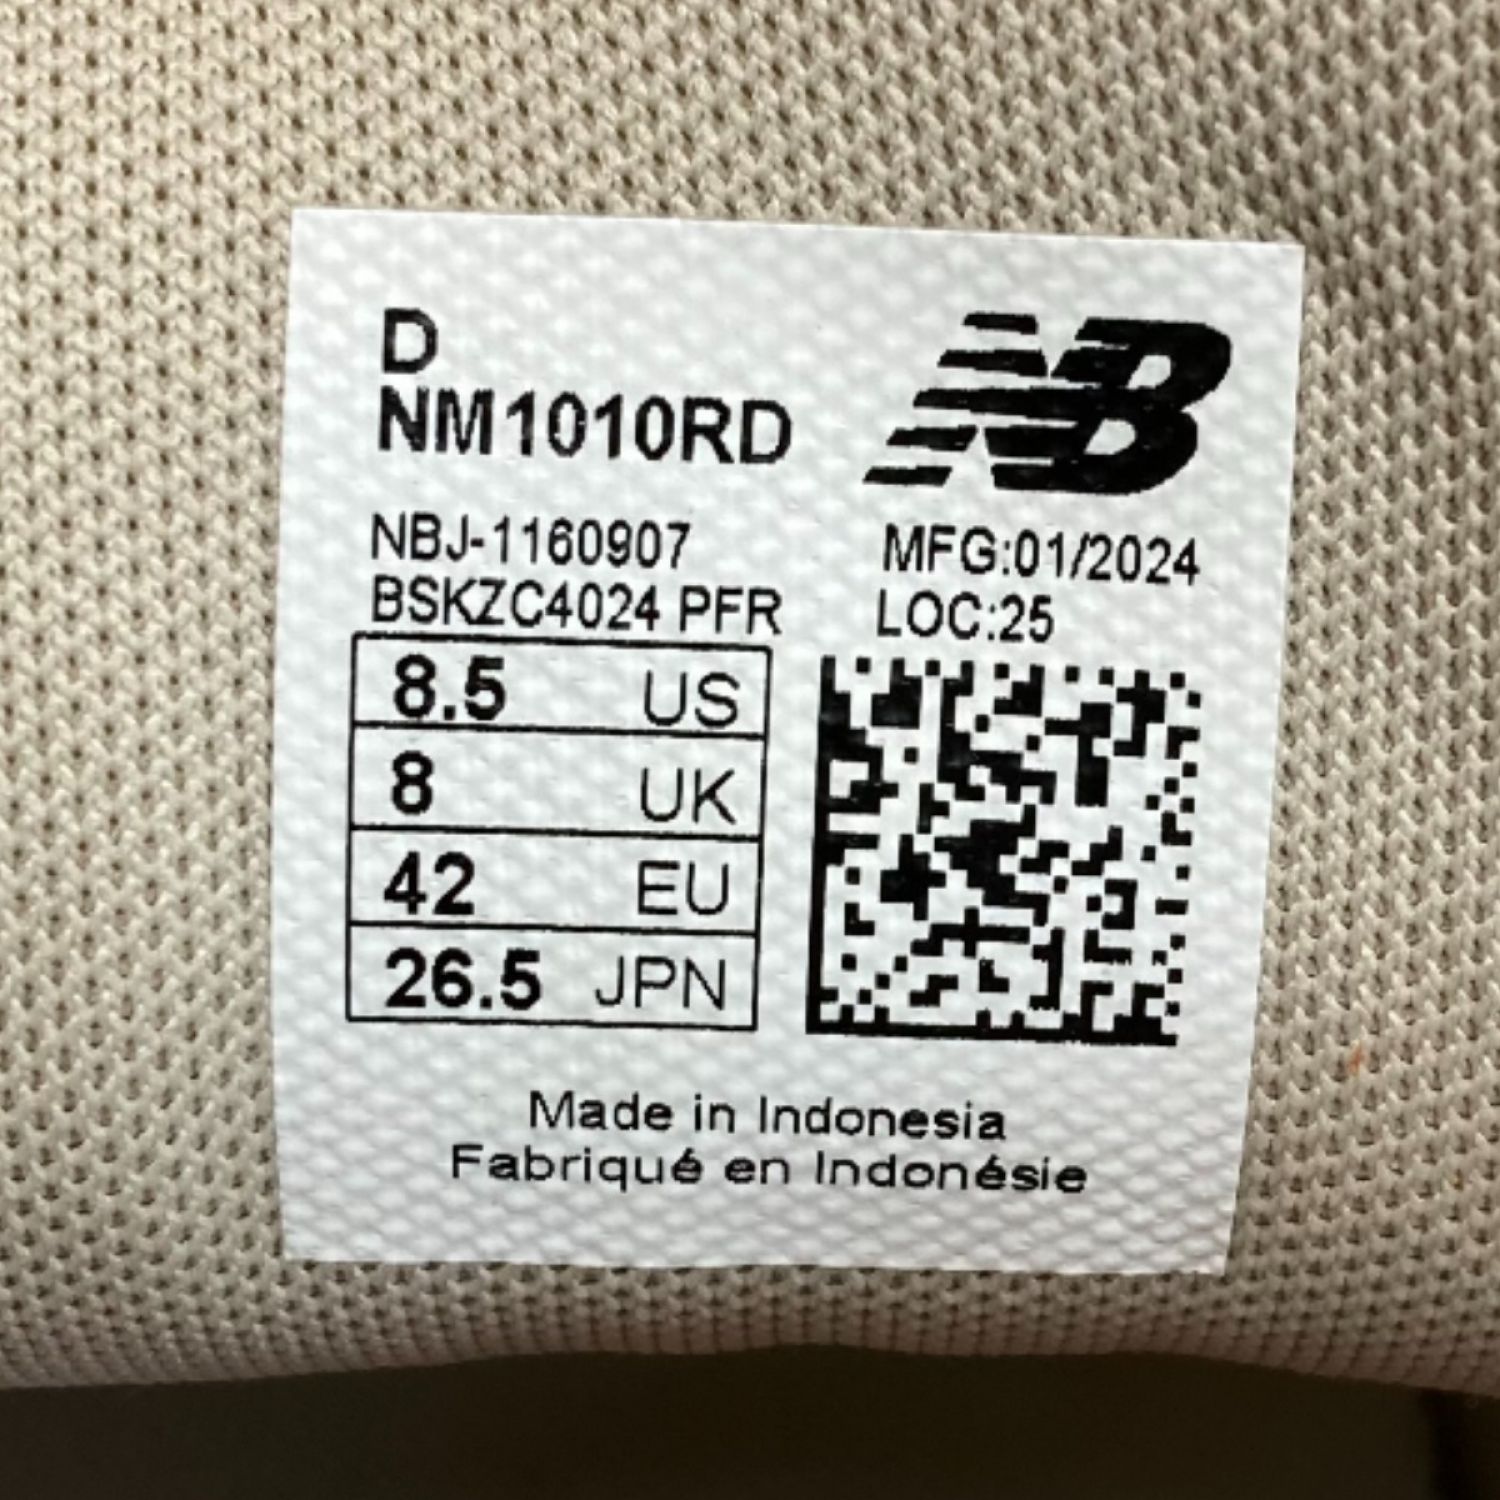 D
NM1010RD
NB
NBJ-1160907
MFG:01/2024
BSKZC4024 PFR
LOC:25
8.5 US
8 UK
42 EU
26.5 JPN
Made in Indonesia
Fabriqué en Indonésie